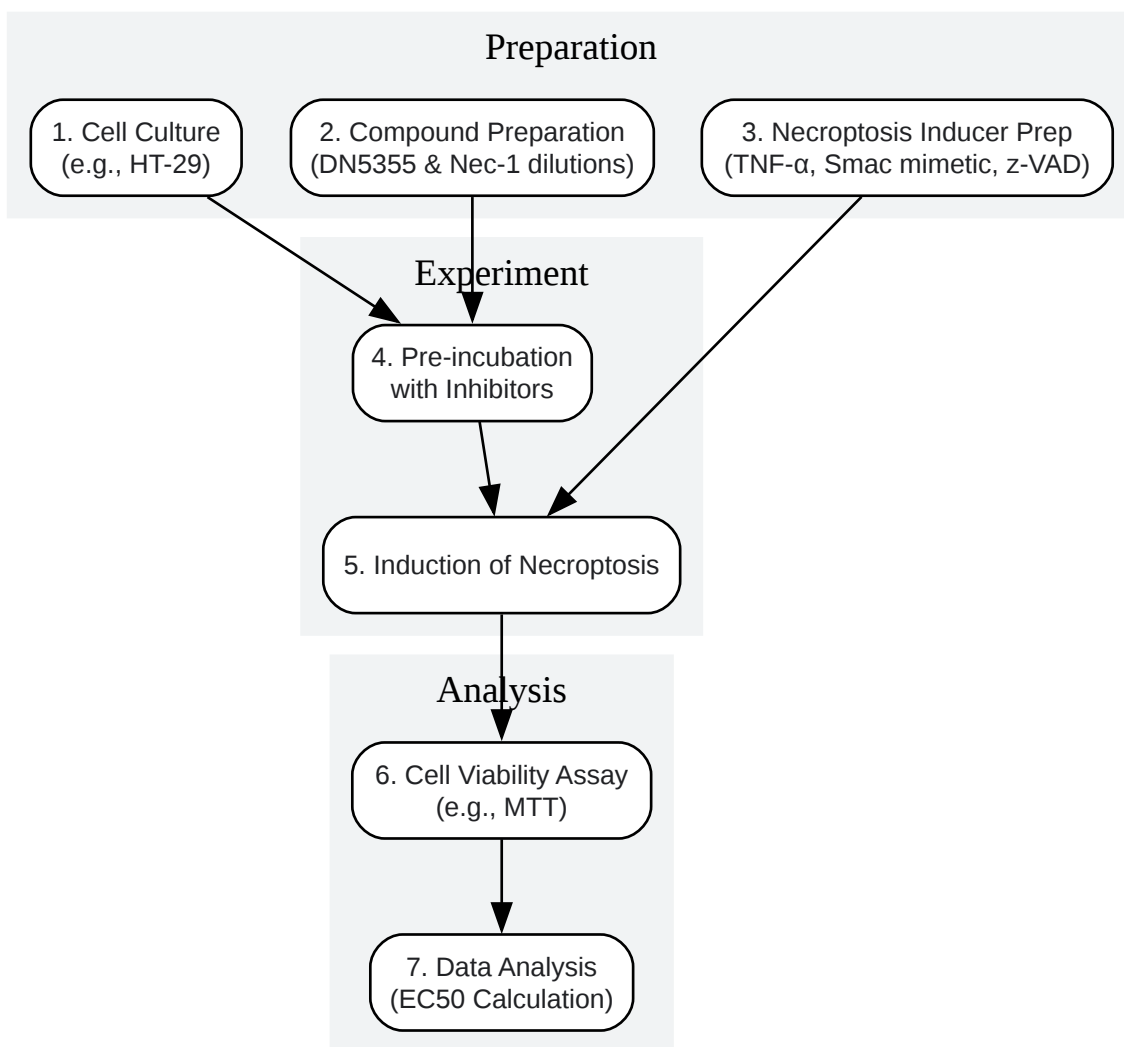 Preparation
1. Cell Culture
(e.g., HT-29)
2. Compound Preparation
(DN5355 & Nec-1 dilutions)
3. Necroptosis Inducer Prep
(TNF-α, Smac mimetic, z-VAD)
Experiment
4. Pre-incubation
with Inhibitors
5. Induction of Necroptosis
Analysis
6. Cell Viability Assay
(e.g., MTT)
7. Data Analysis
(EC50 Calculation)